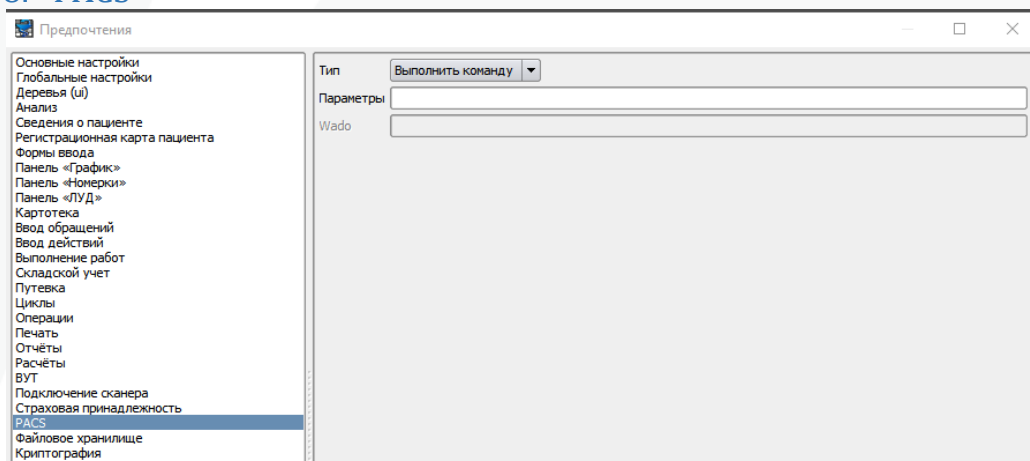 8. PACS
Предпочтения
Основные настройки
Глобальные настройки
Деревья (ui)
Анализ
Сведения о пациенте
Регистрационная карта пациента
Формы ввода
Панель «График»
Панель «Номерки»
Панель «ЛУД»
Картотека
Ввод обращений
Ввод действий
Выполнение работ
Складской учет
Путевка
Циклы
Операции
Печать
Отчёты
Расчёты
ВУТ
Подключение сканера
Страховая принадлежность
PACS
Файловое хранилище
Криптография
Тип Выполнить команду
Параметры
Wado